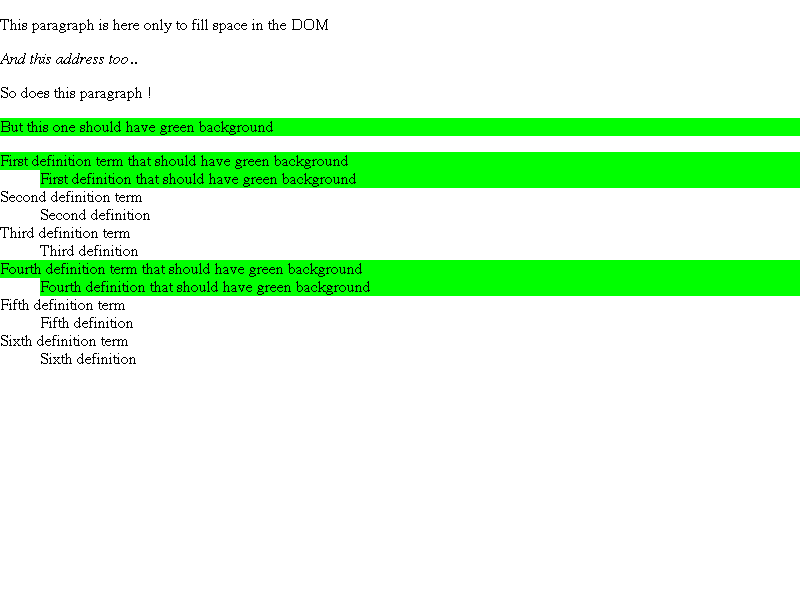 This paragraph is here only to fill space in the DOM
And this address too..
So does this paragraph !
But this one should have green background
First definition term that should have green background
First definition that should have green background
Second definition term
Second definition
Third definition term
Third definition
Fourth definition term that should have green background
Fourth definition that should have green background
Fifth definition term
Fifth definition
Sixth definition term
Sixth definition